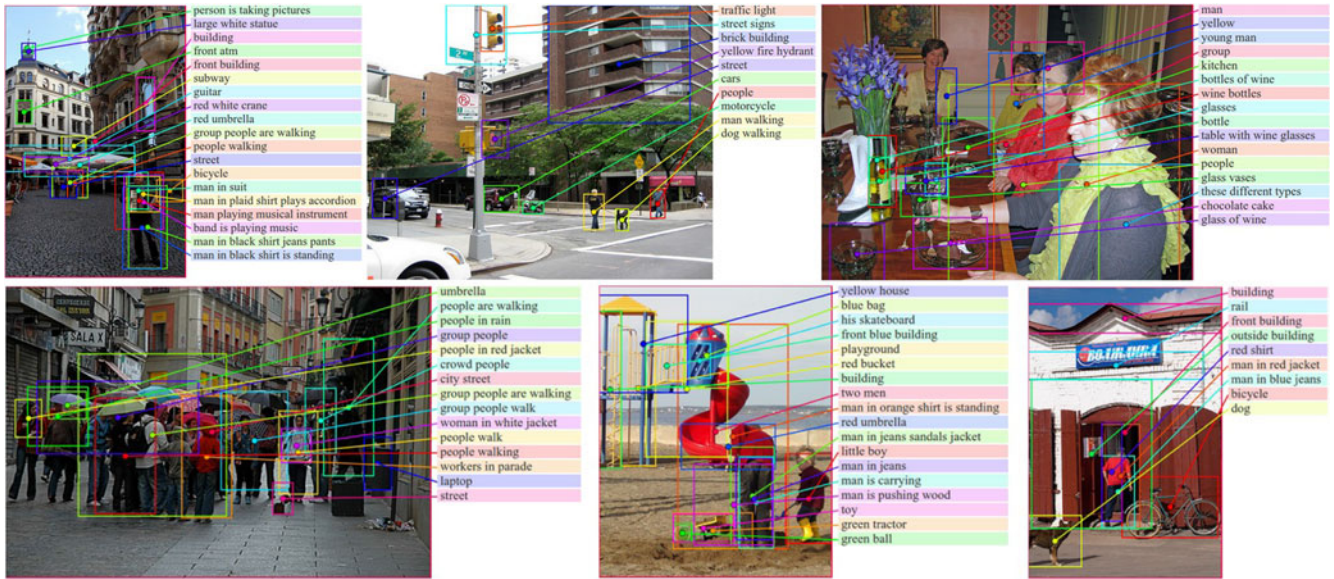 person is taking pictures
large white statue
building
front atm
front building
subway
guitar
red white crane
red umbrella
group people are walking
people walking
street
bicycle
man in suit
man in plaid shirt plays accordion
man playing musical instrument
band is playing music
man in black shirt jeans pants
man in black shirt is standing
traffic light
street signs
brick building
yellow fire hydrant
street
cars
people
motorcycle
man walking
dog walking
2
man
yellow
young man
group
kitchen
bottles of wine
wine bottles
glasses
bottle
table with wine glasses
woman
people
glass vases
these different types
chocolate cake
glass of wine
umbrella
people are walking
people in rain
group people
people in red jacket
crowd people
city street
group people are walking
group people walk
woman in white jacket
people walk
people walking
workers in parade
laptop
street
SALA X
yellow house
blue bag
his skateboard
front blue building
playground
red bucket
building
two men
man in orange shirt is standing
red umbrella
man in jeans sandals jacket
little boy
man in jeans
man is carrying
man is pushing wood
toy
green tractor
green ball
building
rail
front building
outside building
red shirt
man in red jacket
man in blue jeans
bicycle
dog